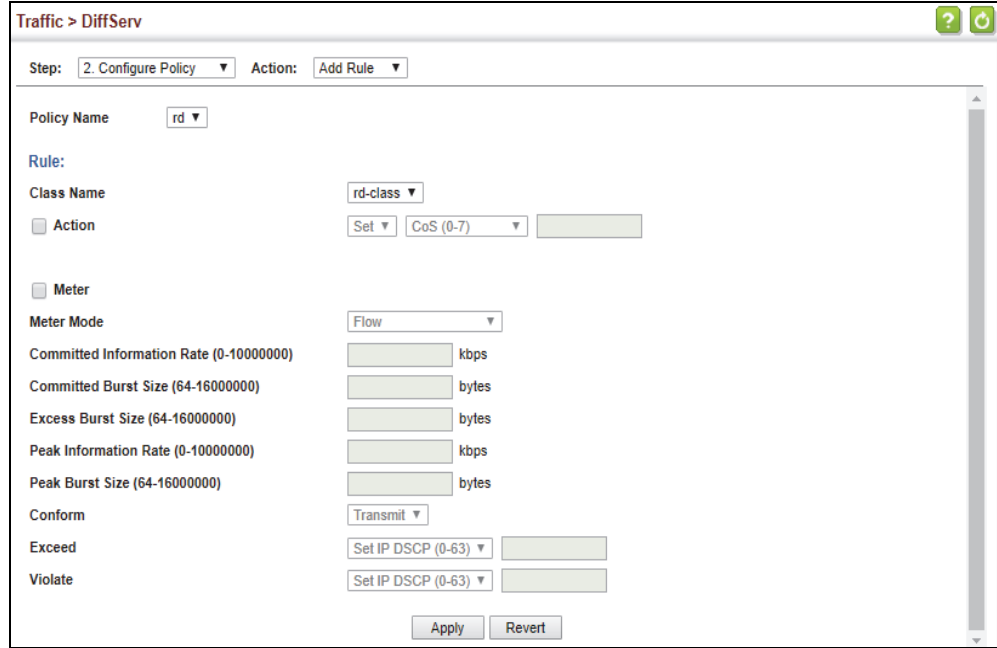 Traffic > DiffServ ?
Step: 2. Configure Policy Action: Add Rule
Policy Name rd
Rule:
Class Name rd-class
Action Set CoS (0-7)
Meter
Meter Mode Flow
Committed Information Rate (0-10000000) kbps
Committed Burst Size (64-16000000) bytes
Excess Burst Size (64-16000000) bytes
Peak Information Rate (0-10000000) kbps
Peak Burst Size (64-16000000) bytes
Conform Transmit
Exceed Set IP DSCP (0-63)
Violate Set IP DSCP (0-63)
Apply Revert